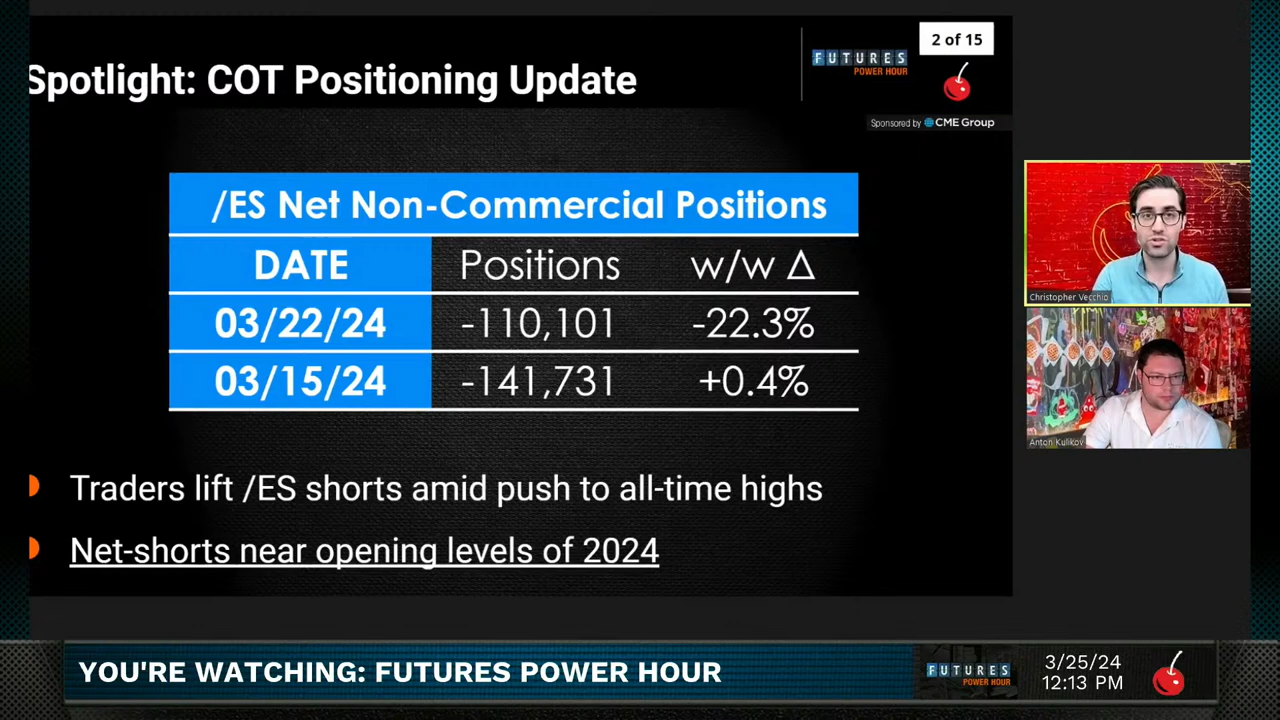 Spotlight: COT Positioning Update
FUTURES
POWER HOUR
2 of 15
Sponsored by CME Group
/ES Net Non-Commercial Positions
DATE Positions w/w Δ
03/22/24 -110,101 -22.3%
03/15/24 -141,731 +0.4%
Traders lift /ES shorts amid push to all-time highs
Net-shorts near opening levels of 2024
Christopher Vecchio
Anton Kulikov
YOU'RE WATCHING: FUTURES POWER HOUR
FUTURES
POWER HOUR
3/25/24
12:13 PM